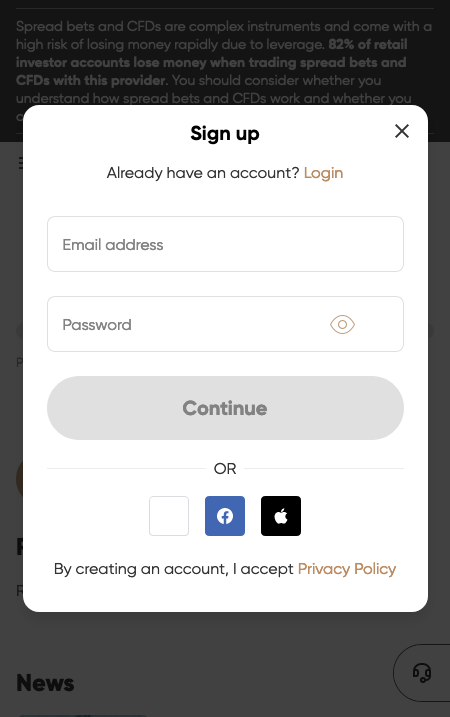 Spread bets and CFDs are complex instruments and come with a
high risk of losing money rapidly due to leverage. 82% of retail
investor accounts lose money when trading spread bets and
CFDs with this provider. You should consider whether you
understand how spread bets and CFDs work and whether you
Sign up
Already have an account? Login
Email address
Password
Continue
OR
By creating an account, I accept Privacy Policy
News